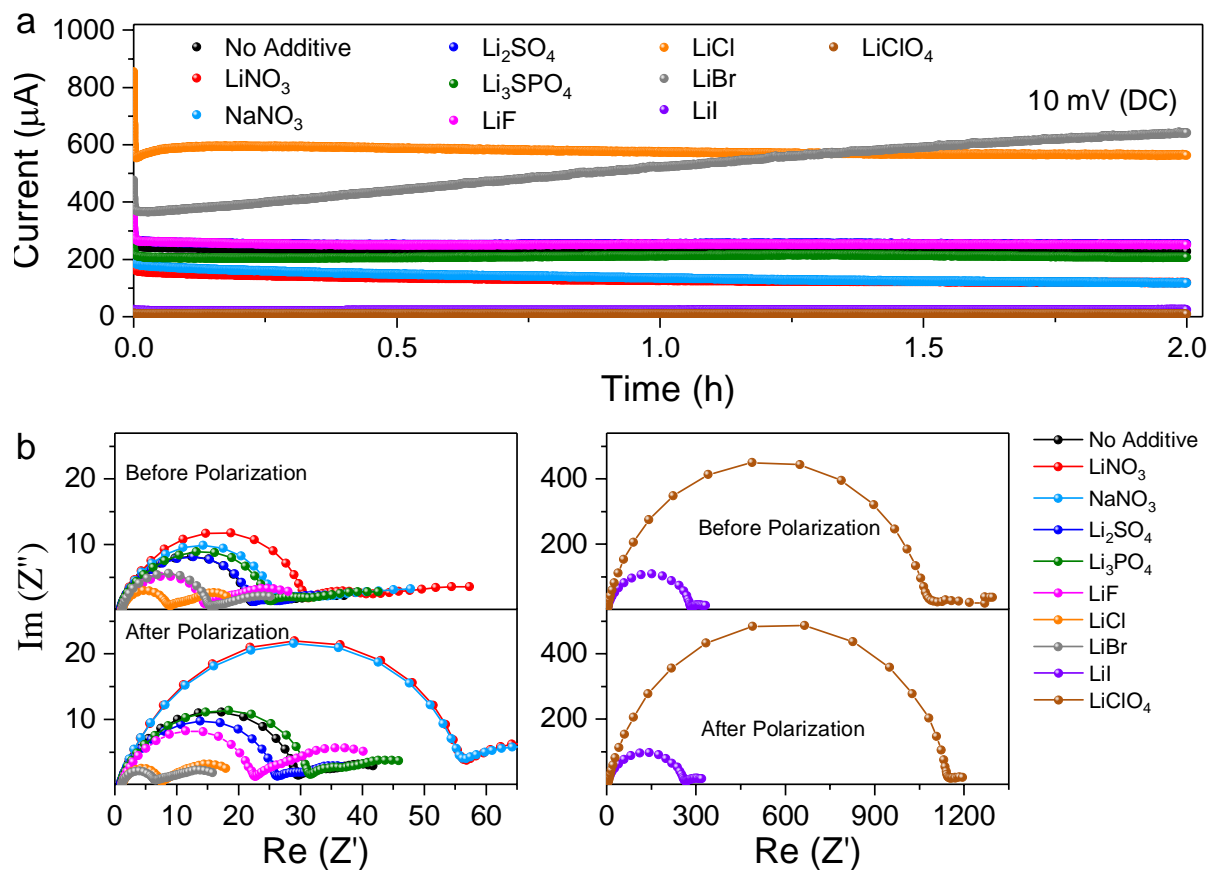 a
1000
800
600
400
200
0
Current (μA)
No Additive
LiNO₃
NaNO₃
Li₂SO₄
Li₃SPO₄
LiF
LiCl
LiBr
LiI
LiClO₄
10 mV (DC)
0.0 0.5 1.0 1.5 2.0
Time (h)
b
Im (Z'')
20
10
Before Polarization
20
10
After Polarization
0 10 20 30 40 50 60
Re (Z')
400
200
Before Polarization
400
200
After Polarization
0 300 600 900 1200
Re (Z')
No Additive
LiNO₃
NaNO₃
Li₂SO₄
Li₃PO₄
LiF
LiCl
LiBr
LiI
LiClO₄